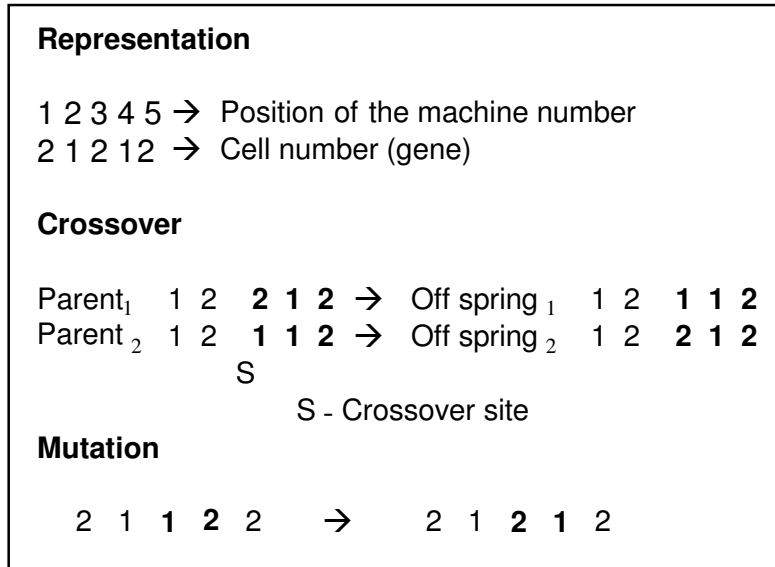 Representation
1 2 3 4 5 → Position of the machine number
2 1 2 12 → Cell number (gene)
Crossover
Parent₁ 1 2 2 1 2 → Off spring ₁ 1 2 1 1 2
Parent ₂ 1 2 1 1 2 → Off spring ₂ 1 2 2 1 2
S
S - Crossover site
Mutation
2 1 1 2 2 → 2 1 2 1 2